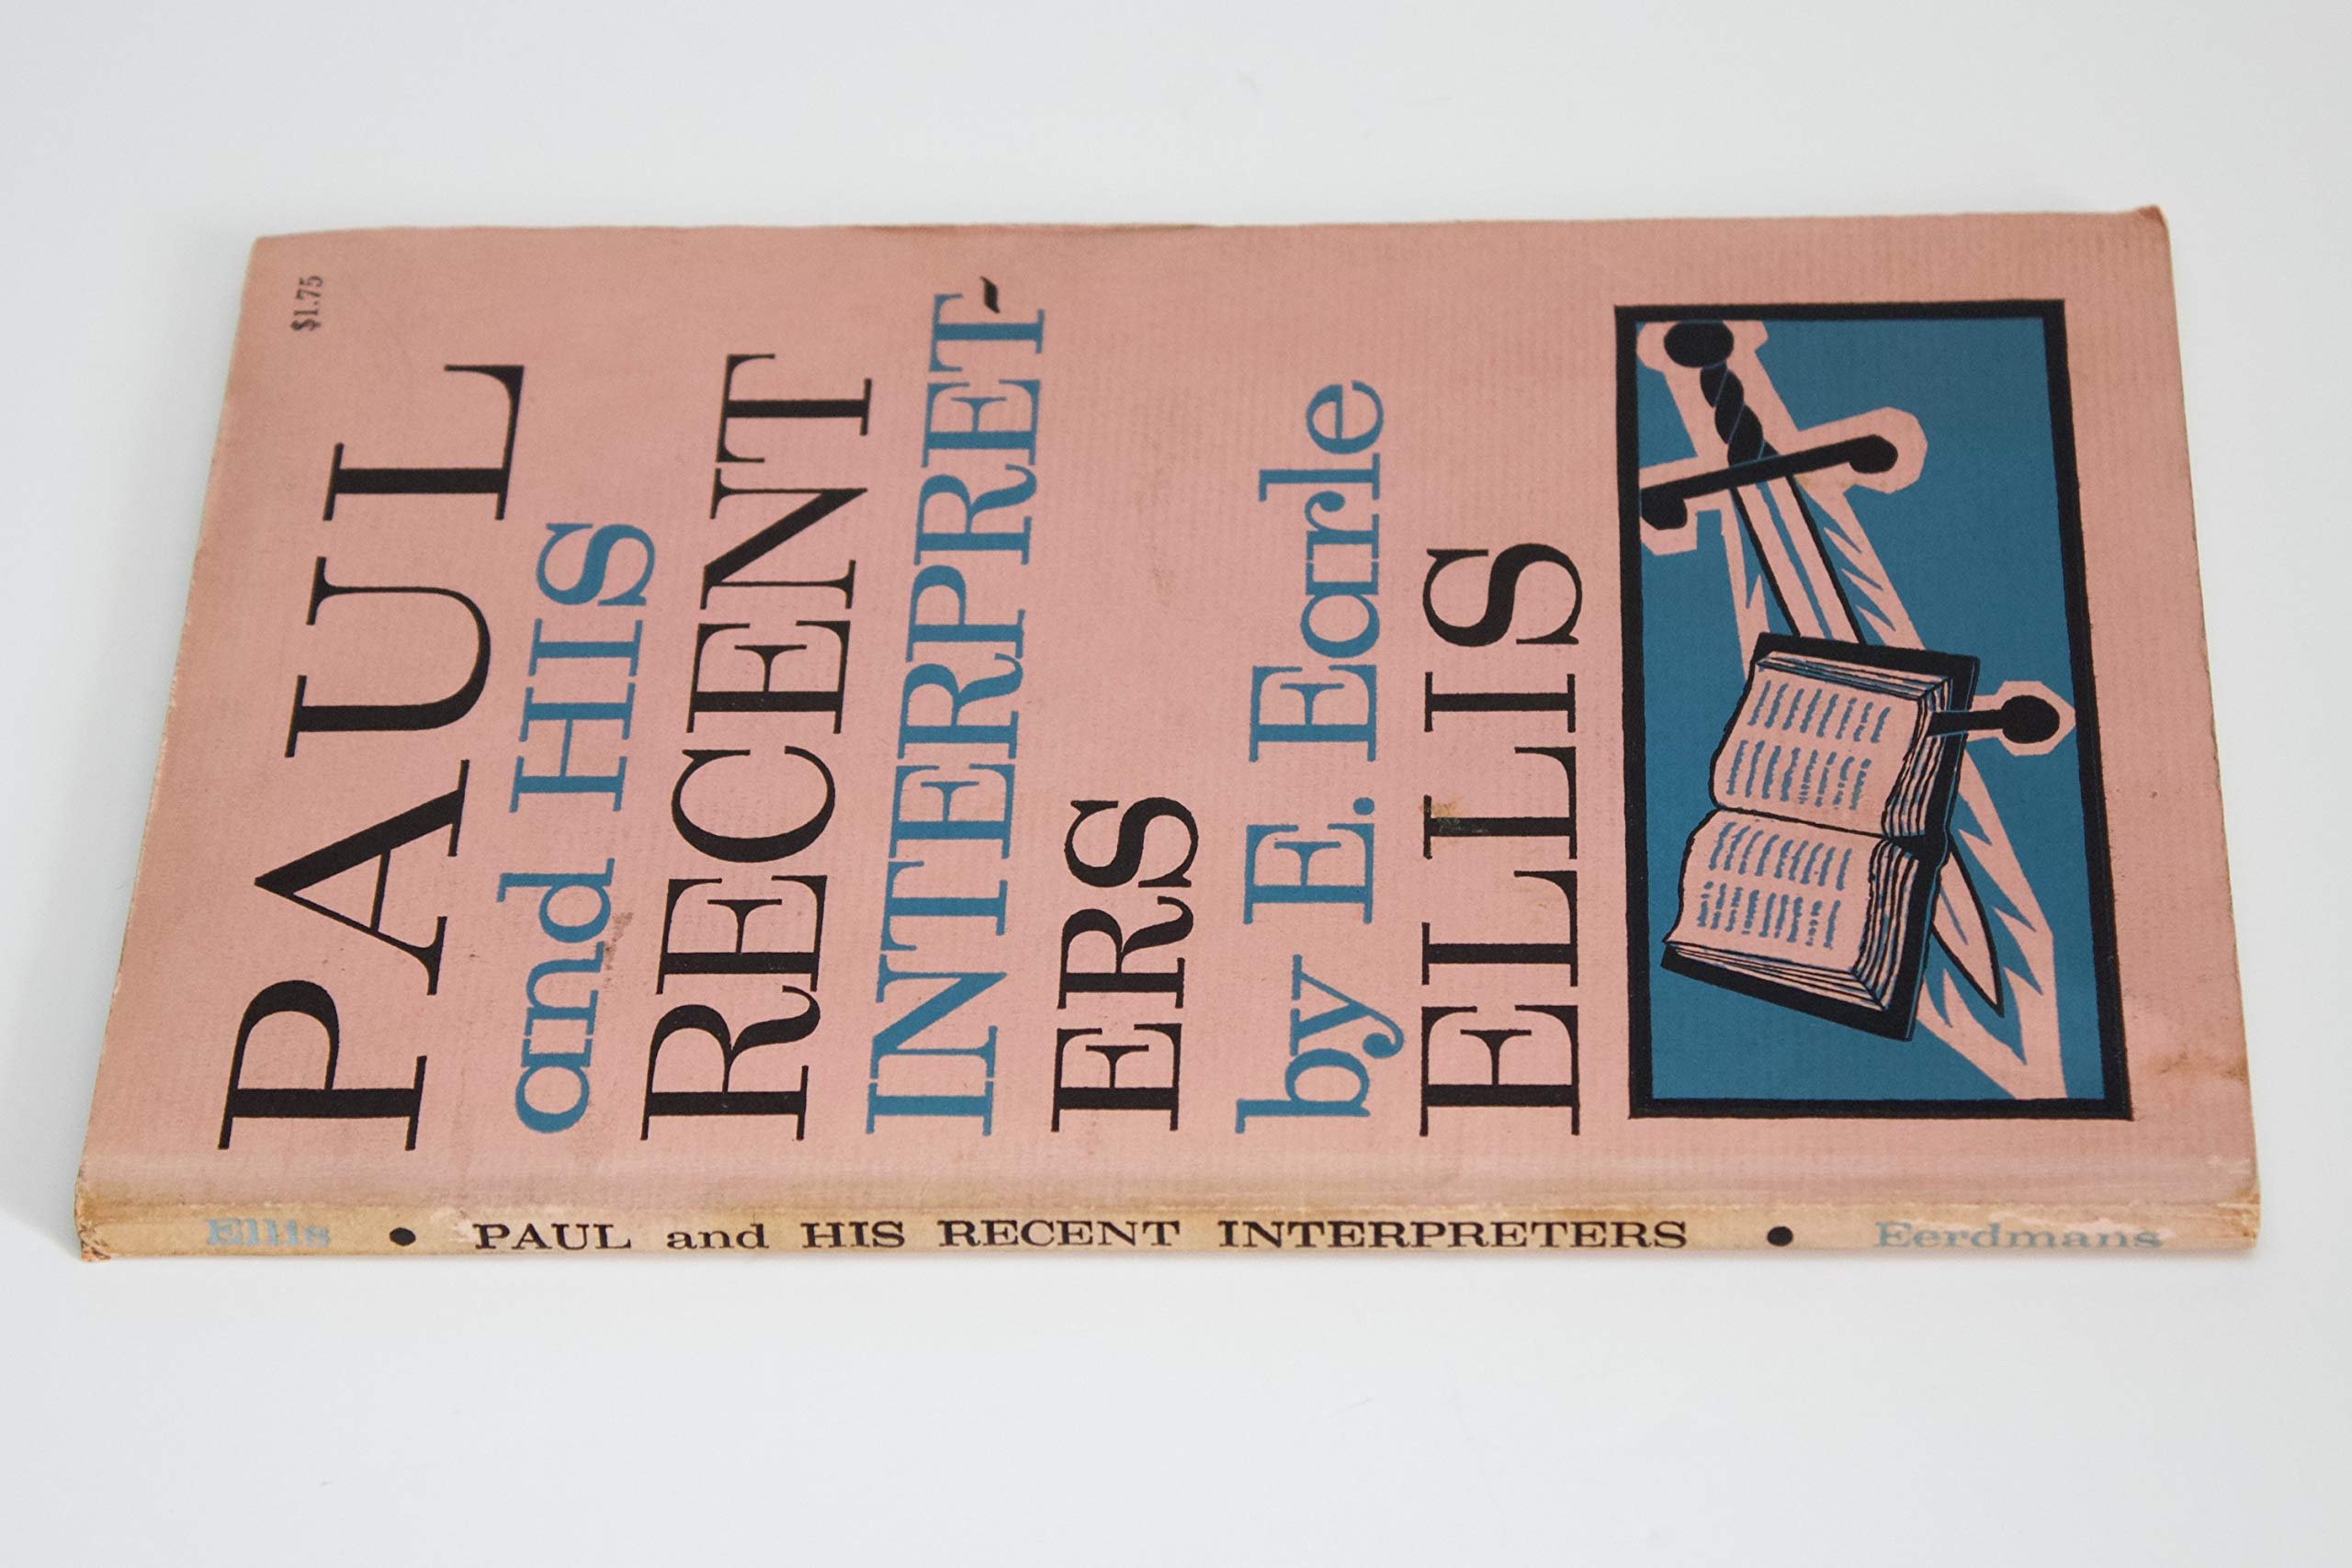 $1.75
PAUL
and HIS
RECENT
INTERPRET-
ERS
by E. Earle
ELLIS
Ellis • PAUL and HIS RECENT INTERPRETERS • Eerdmans